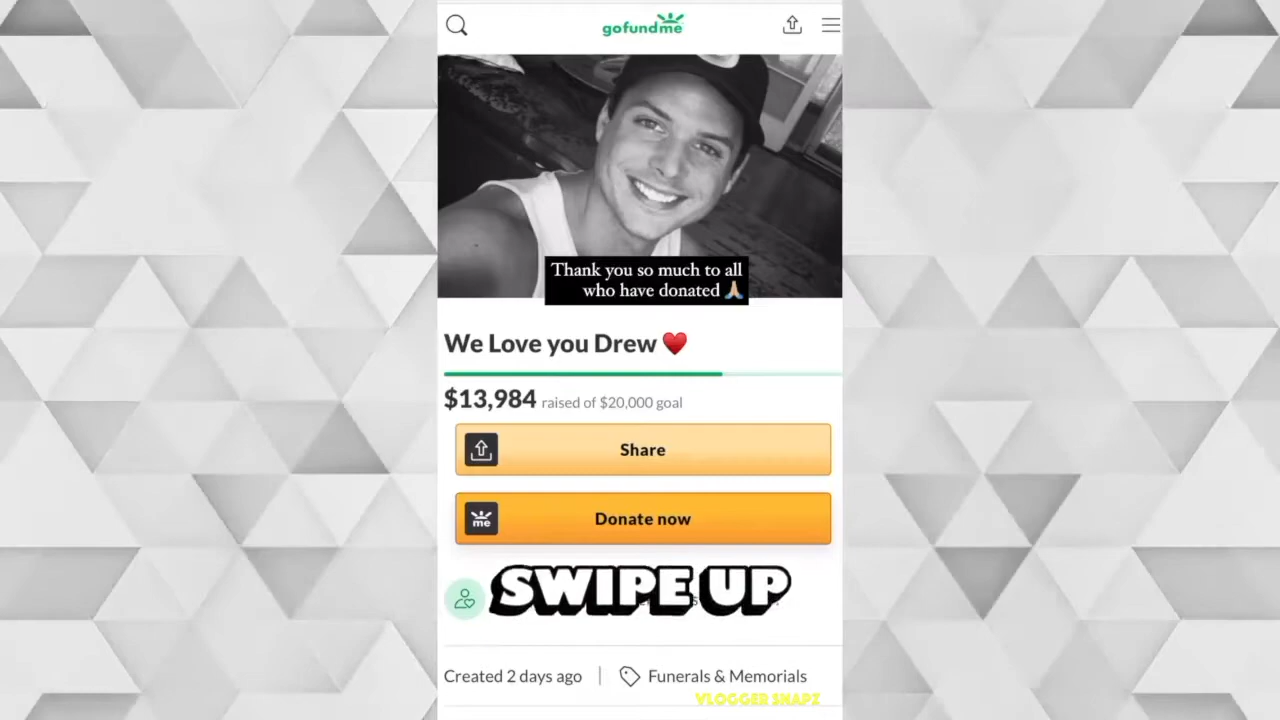 gofundme
Thank you so much to all
who have donated 🙏🏼
We Love you Drew ♥️
$13,984 raised of $20,000 goal
Share
me
Donate now
SWIPE UP
Created 2 days ago | Funerals & Memorials
VLOGGER SNAPZ